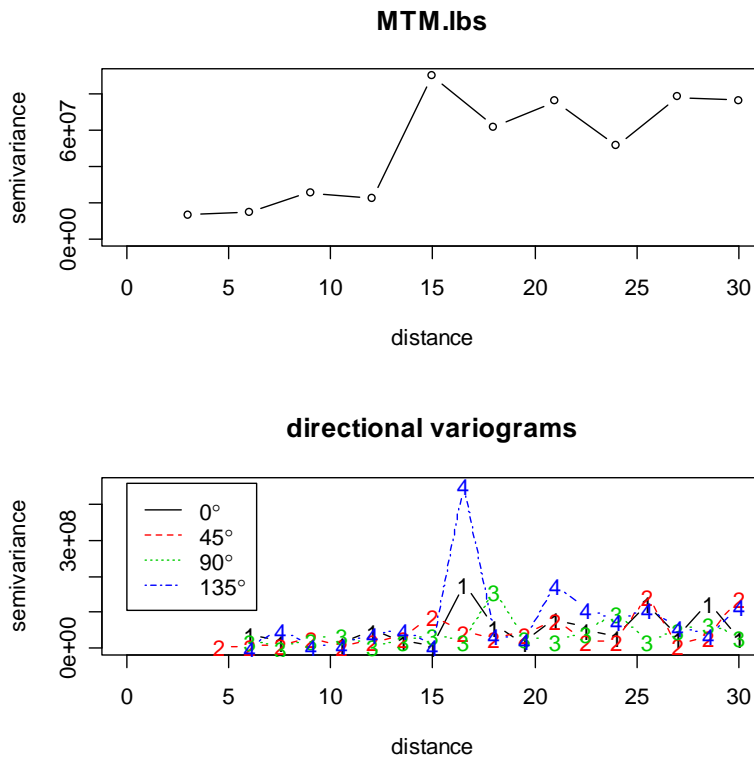 MTM.lbs
semivariance
6e+07
0e+00
0 5 10 15 20 25 30
distance
directional variograms
semivariance
3e+08
0e+00
0°
45°
90°
135°
0 5 10 15 20 25 30
distance